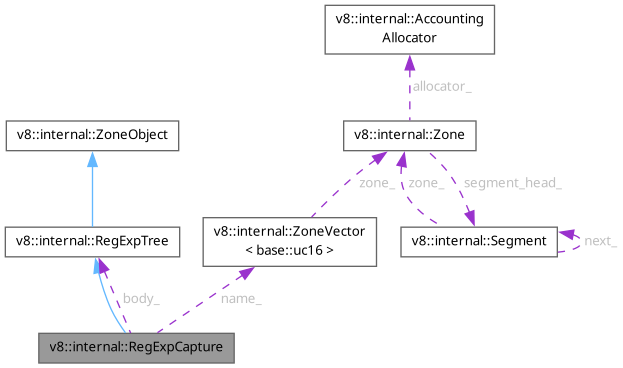 v8::internal::Accounting
Allocator
allocator_
v8::internal::ZoneObject
v8::internal::Zone
zone_
zone_
segment_head_
v8::internal::RegExpTree
v8::internal::ZoneVector
< base::uc16 >
v8::internal::Segment
next_
body_
name_
v8::internal::RegExpCapture